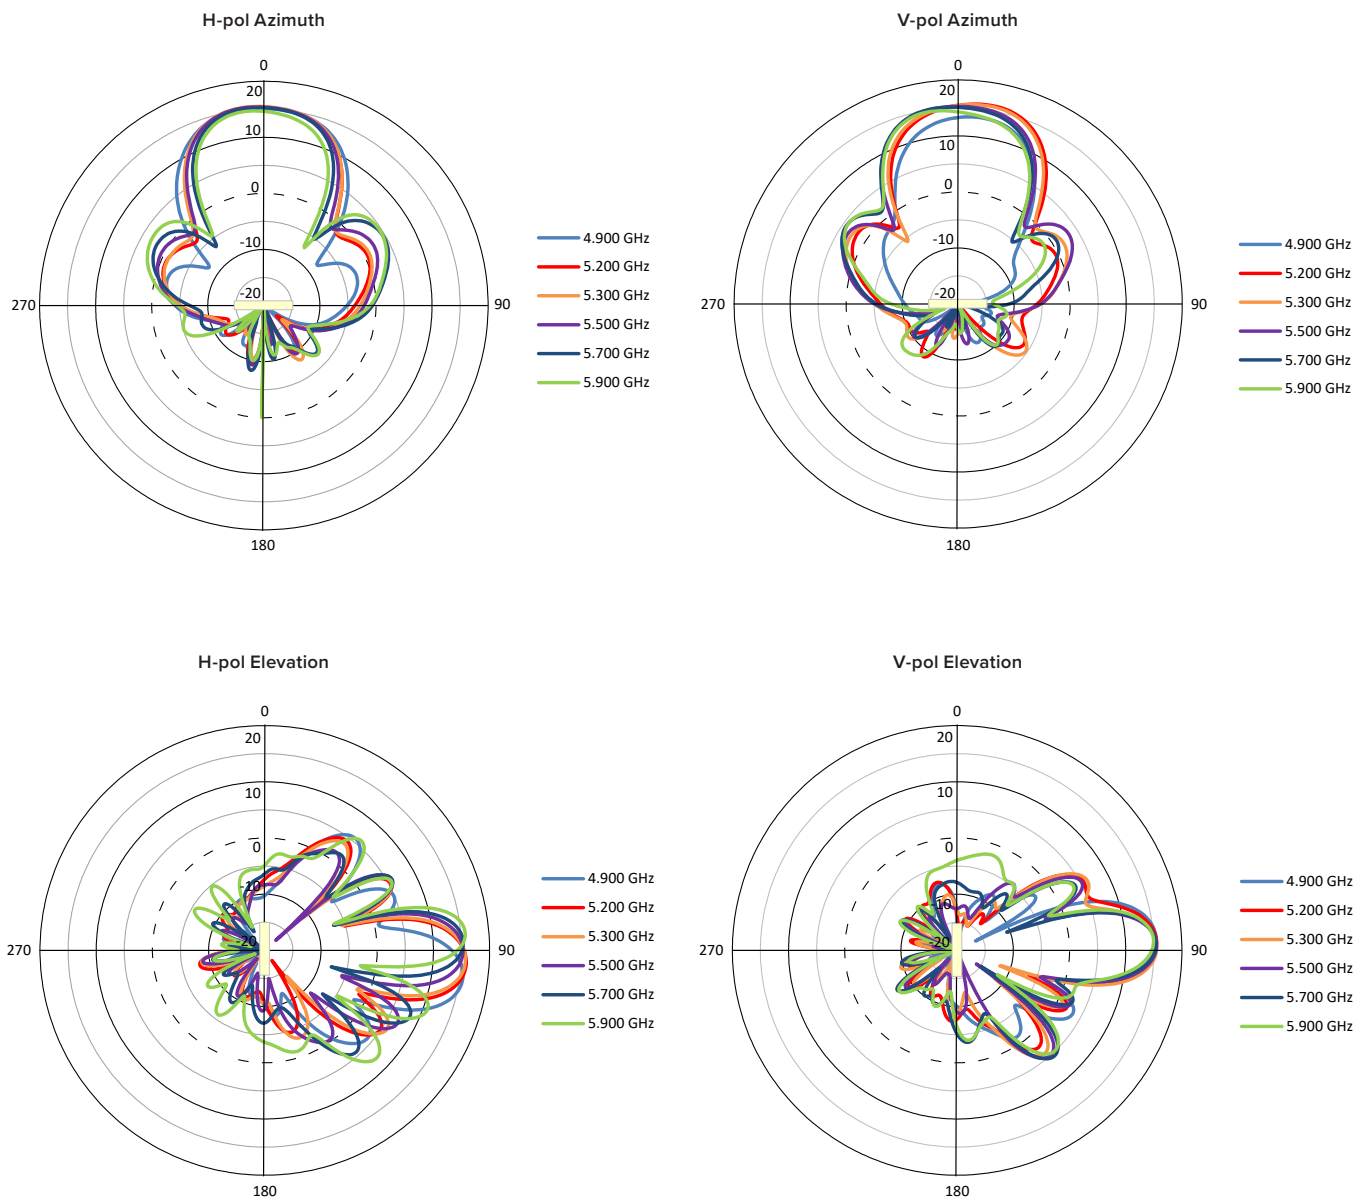 H-pol Azimuth
0
20
10
0
-10
-20
270
90
180
4.900 GHz
5.200 GHz
5.300 GHz
5.500 GHz
5.700 GHz
5.900 GHz
V-pol Azimuth
0
20
10
0
-10
-20
270
90
180
4.900 GHz
5.200 GHz
5.300 GHz
5.500 GHz
5.700 GHz
5.900 GHz
H-pol Elevation
0
20
10
0
-10
-20
270
90
180
4.900 GHz
5.200 GHz
5.300 GHz
5.500 GHz
5.700 GHz
5.900 GHz
V-pol Elevation
0
20
10
0
-10
-20
270
90
180
4.900 GHz
5.200 GHz
5.300 GHz
5.500 GHz
5.700 GHz
5.900 GHz